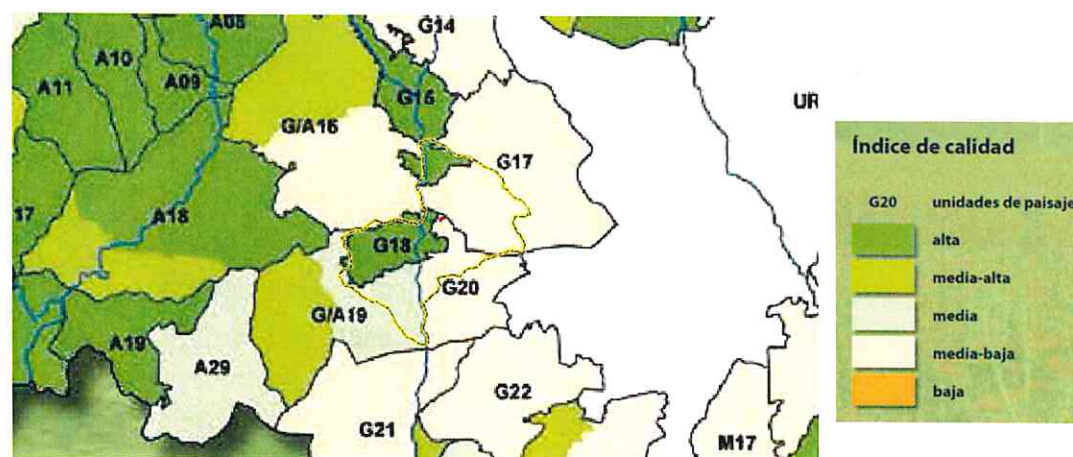 A08
G14
A10
A09
A11
G15
UR
G/A16
G17
17
A18
G18
G20
G/A19
A19
A29
G22
G21
M17
Índice de calidad
G20 unidades de paisaje
alta
media-alta
media
media-baja
baja